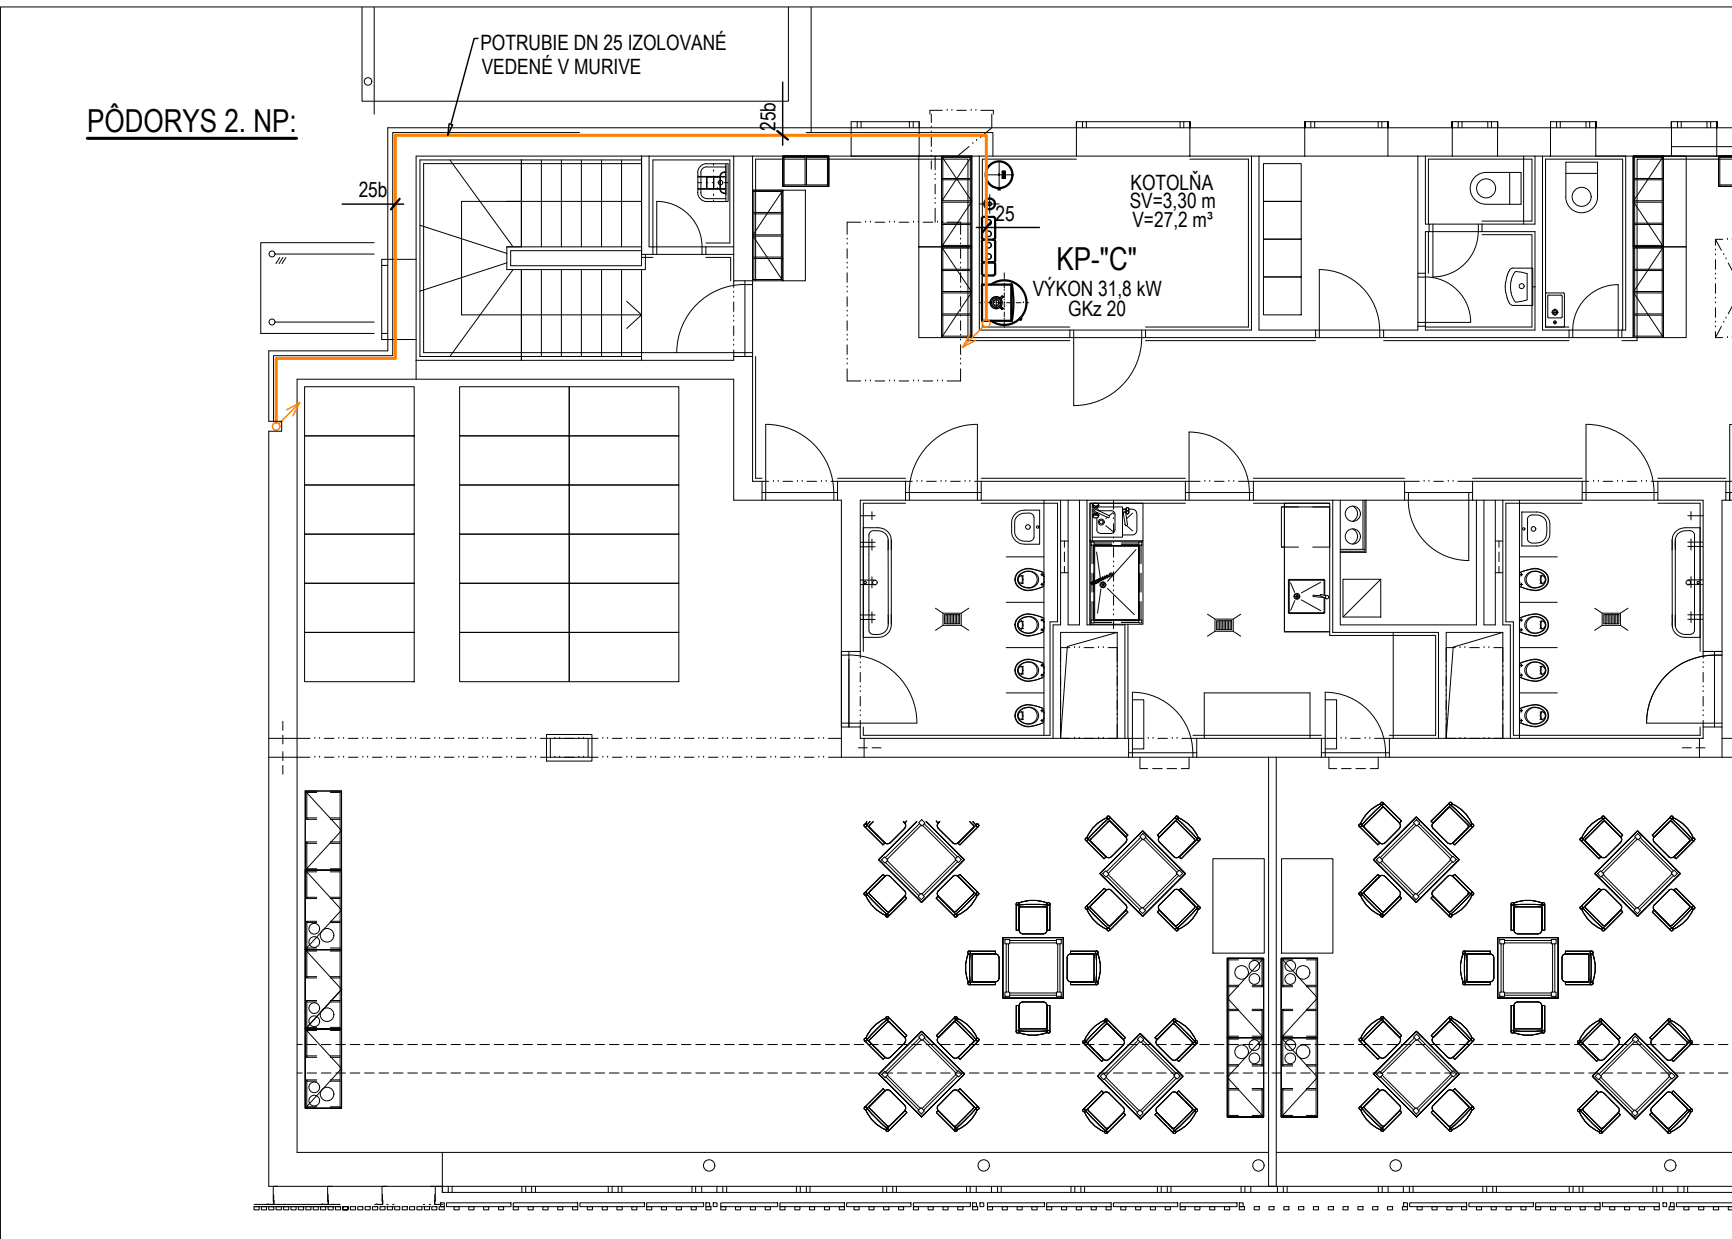 POTRUBIE DN 25 IZOLOVANÉ
VEDENÉ V MURIVE
PÔDORYS 2. NP:
25b
25b
25
KOTOLŇA
SV=3,30 m
V=27,2 m³
KP-"C"
VÝKON 31,8 kW
GKz 20